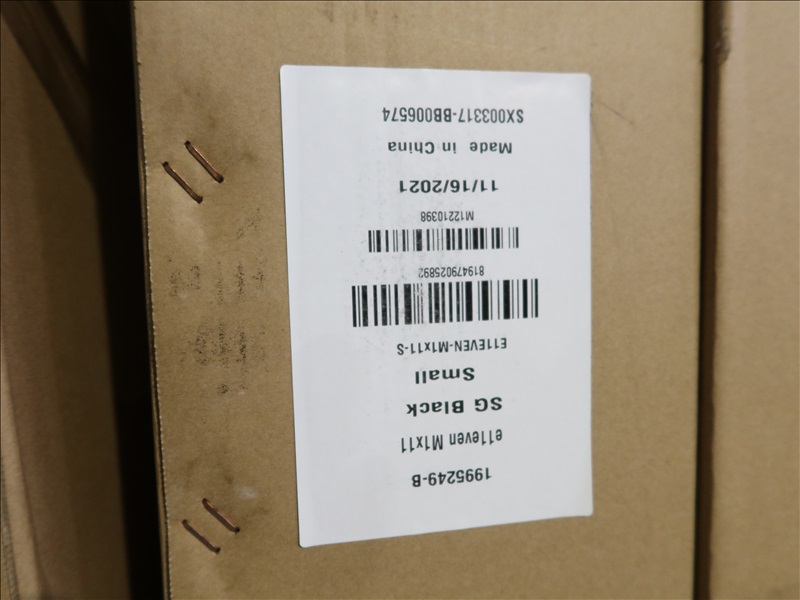 1995249-B
e11even M1x11
SG Black
Small
E11EVEN-M1x11-S
819479025892
M12210398
11/16/2021
Made in China
SX003317-BB006574